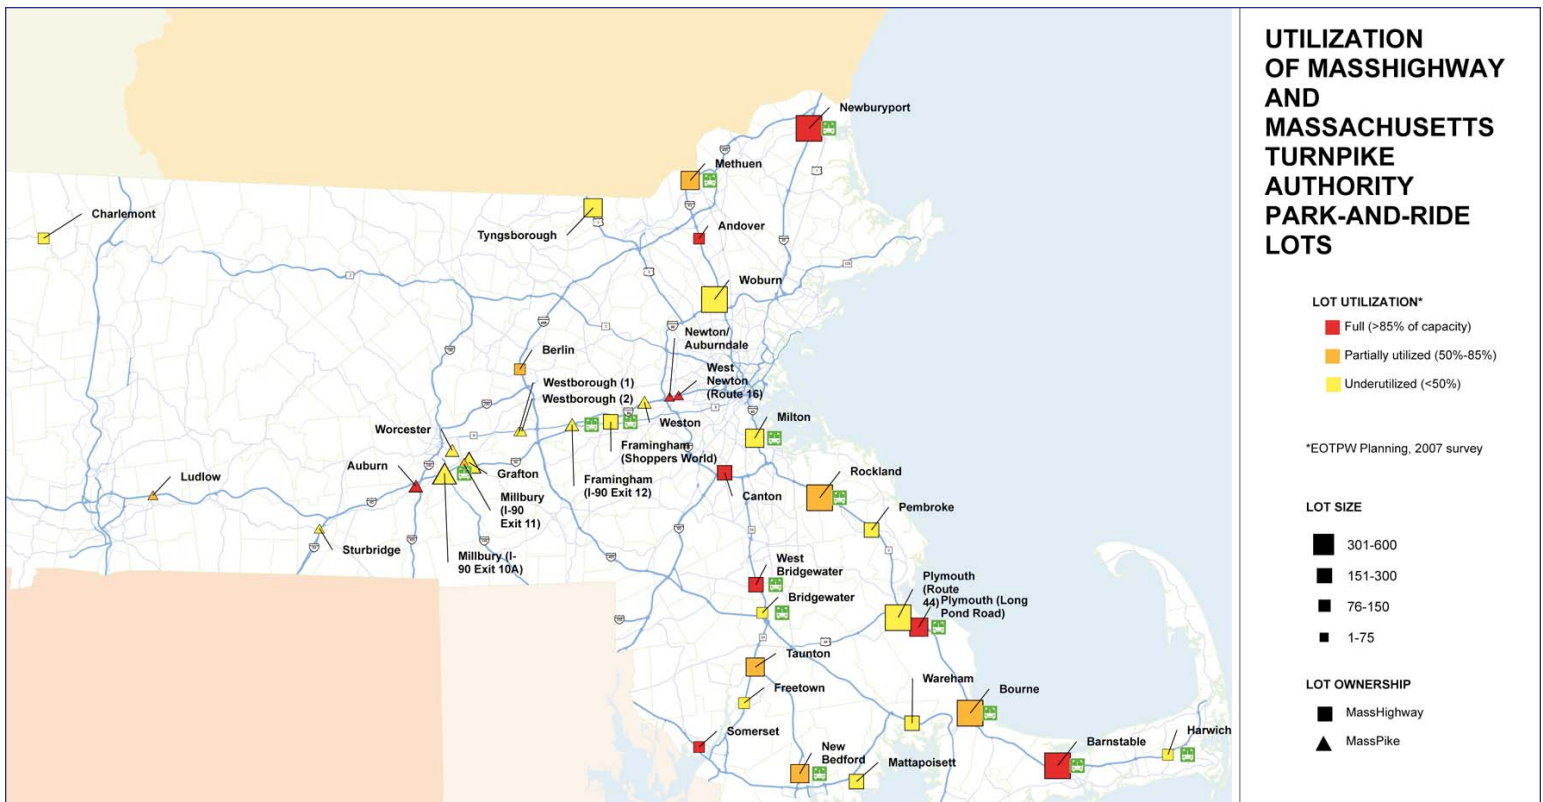 UTILIZATION
OF MASSHIGHWAY
AND
MASSACHUSETTS
TURNPIKE
AUTHORITY
PARK-AND-RIDE
LOTS
LOT UTILIZATION*
Full (>85% of capacity)
Partially utilized (50%-85%)
Underutilized (<50%)
*EOTPW Planning, 2007 survey
LOT SIZE
301-600
151-300
76-150
1-75
LOT OWNERSHIP
MassHighway
MassPike
Newburyport
Methuen
Charlemont
Andover
Tyngsborough
Woburn
Newton/
Auburndale
Berlin
West
Newton
(Route 16)
Westborough (1)
Westborough (2)
Weston
Milton
Worcester
Framingham
(Shoppers World)
Auburn
Grafton
Rockland
Ludlow
Framingham
(I-90 Exit 12)
Canton
Millbury
(I-90
Exit 11)
Pembroke
Sturbridge
Millbury (I-
90 Exit 10A)
West
Bridgewater
Plymouth
(Route
44)
Plymouth (Long
Pond Road)
Bridgewater
Taunton
Wareham
Freetown
Bourne
Somerset
Harwich
Barnstable
New
Bedford
Mattapoisett